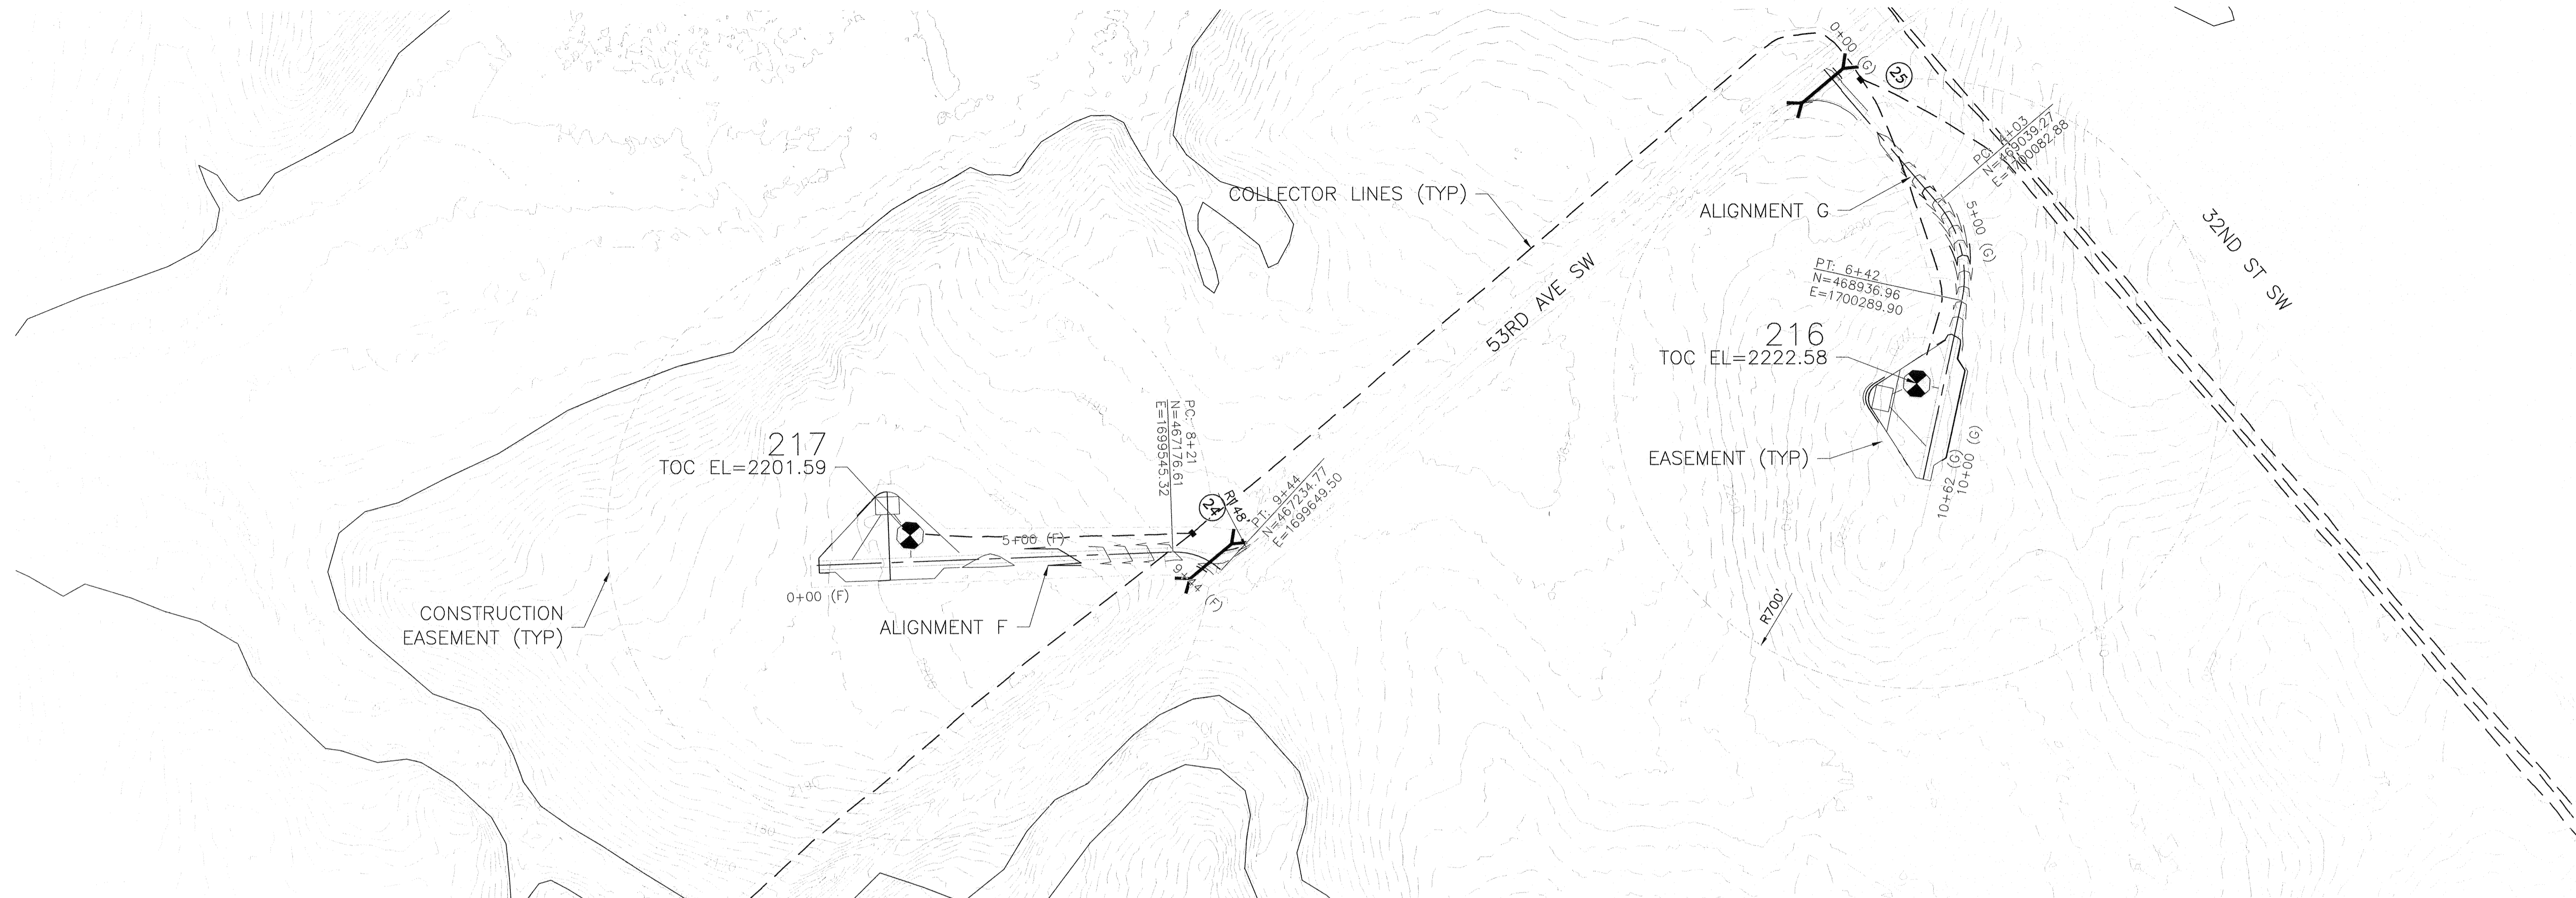 0+00 (G)
25
PC: 4+03
N=469039.27
E=1700082.88
COLLECTOR LINES (TYP)
ALIGNMENT G
5+00 (G)
32ND ST SW
53RD AVE SW
PT: 6+42
N=468936.96
E=1700289.90
216
TOC EL=2222.58
EASEMENT (TYP)
10+00 (G)
10+62 (G)
217
TOC EL=2201.59
PC: 8+21
N=467176.61
E=1699545.32
24
PT: 9+44
N=467234.77
E=1699649.50
5+00 (F)
9+44 (F)
0+00 (F)
ALIGNMENT F
CONSTRUCTION
EASEMENT (TYP)
R700'